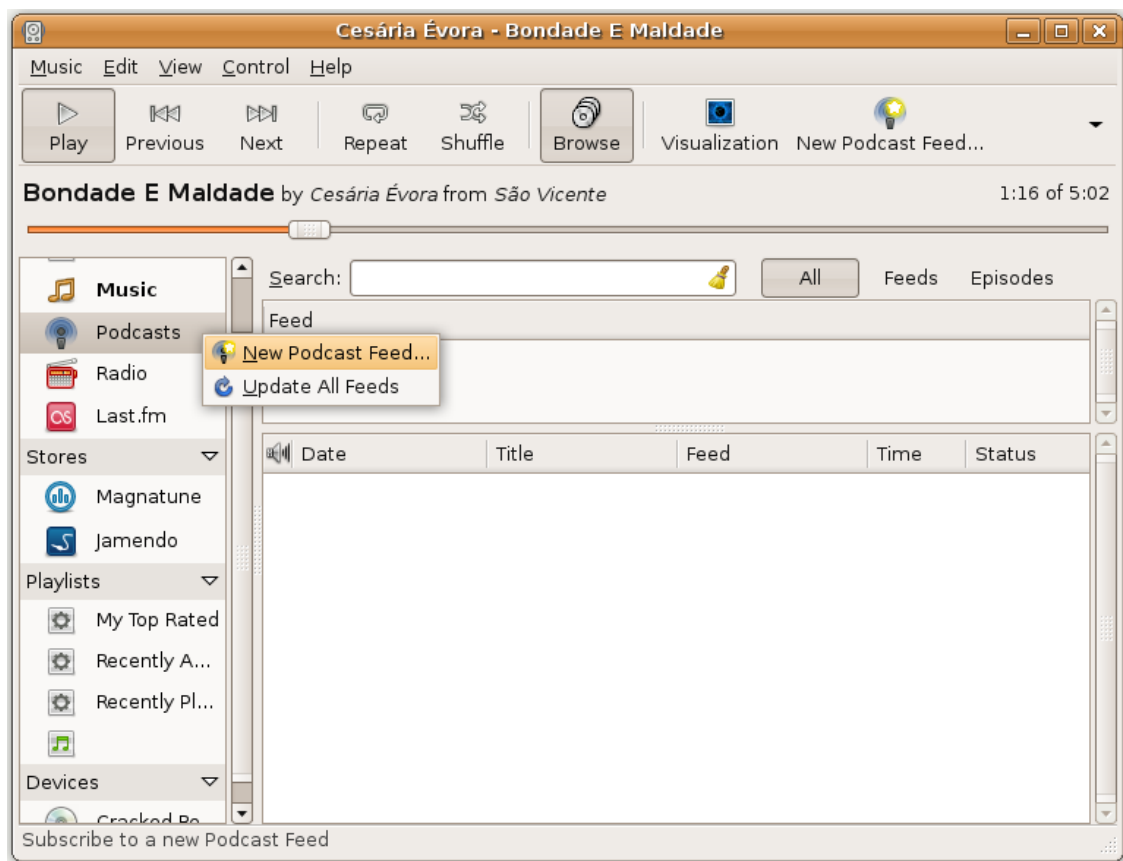 Cesária Évora - Bondade E Maldade
Music Edit View Control Help
Play Previous Next Repeat Shuffle Browse Visualization New Podcast Feed...
Bondade E Maldade by Cesária Évora from São Vicente 1:16 of 5:02
Search: All Feeds Episodes
Music
Feed
Podcasts
New Podcast Feed...
Radio
Update All Feeds
Last.fm
Stores
Date Title Feed Time Status
Magnatune
Jamendo
Playlists
My Top Rated
Recently A...
Recently Pl...
Devices
Cracked
Subscribe to a new Podcast Feed